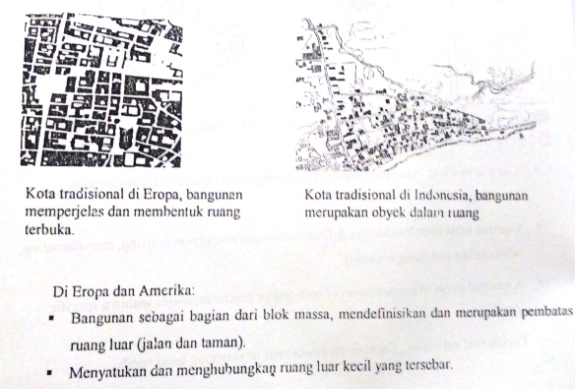 Kota tradisional di Eropa, bangunan
memperjelas dan membentuk ruang
terbuka.
Kota tradisional di Indonesia, bangunan
merupakan obyek dalam ruang
Di Eropa dan Amerika:
▪ Bangunan sebagai bagian dari blok massa, mendefinisikan dan merupakan pembatas
ruang luar (jalan dan taman).
▪ Menyatukan dan menghubungkan ruang luar kecil yang tersebar.